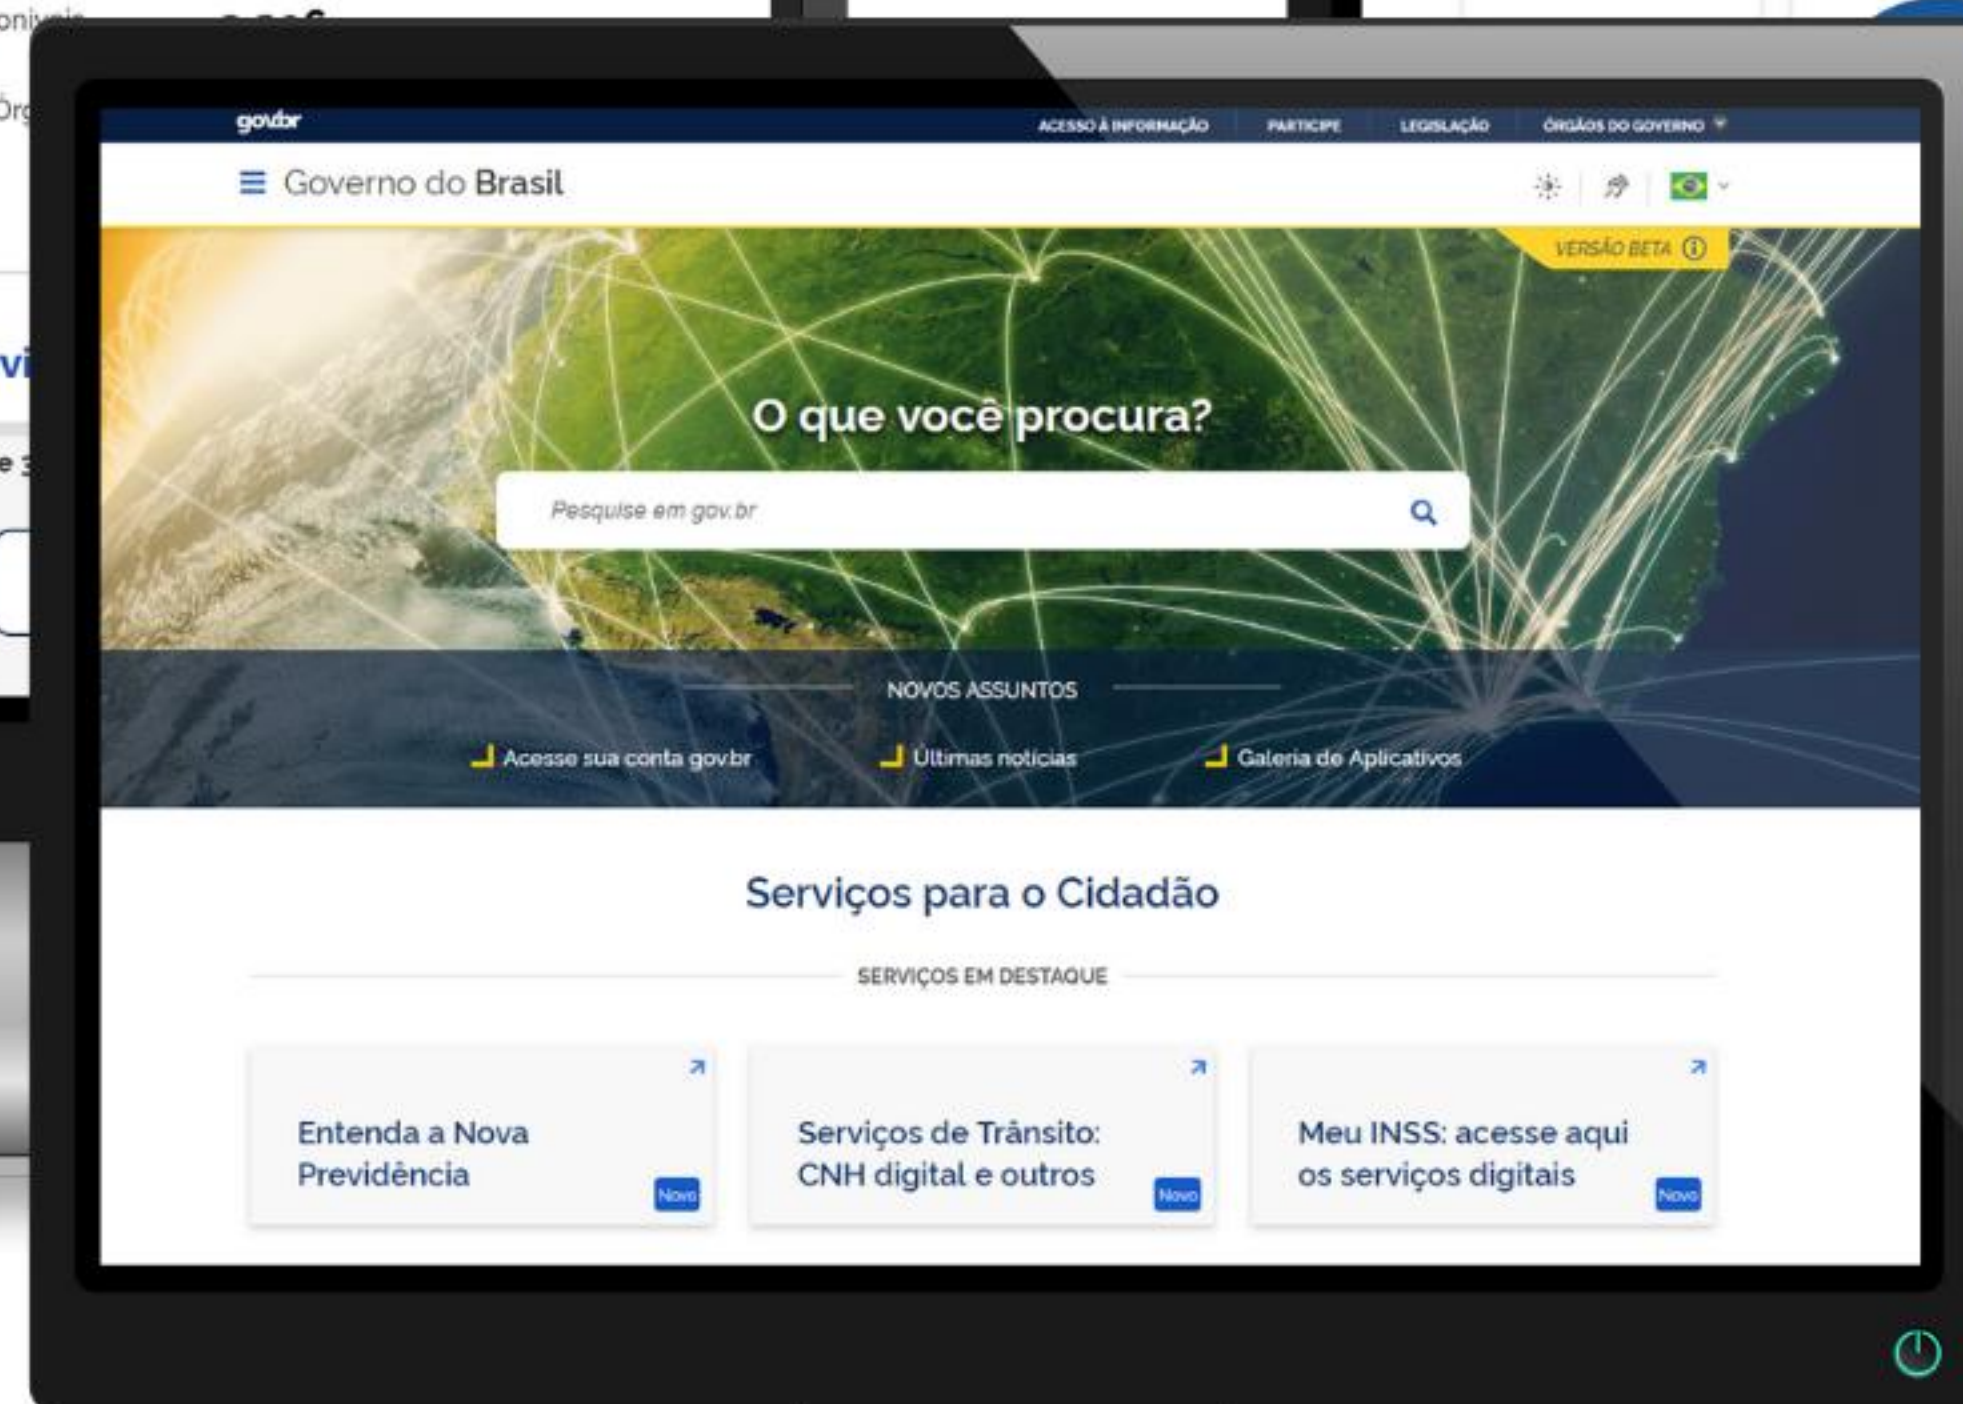 gov.br
ACESSO À INFORMAÇÃO PARTICIPE LEGISLAÇÃO ÓRGÃOS DO GOVERNO
Governo do Brasil
VERSÃO BETA
O que você procura?
Pesquise em gov.br
NOVOS ASSUNTOS
Acesse sua conta gov.br Últimas notícias Galeria de Aplicativos
Serviços para o Cidadão
SERVIÇOS EM DESTAQUE
Entenda a Nova
Previdência
Novo
Serviços de Trânsito:
CNH digital e outros
Novo
Meu INSS: acesse aqui
os serviços digitais
Novo